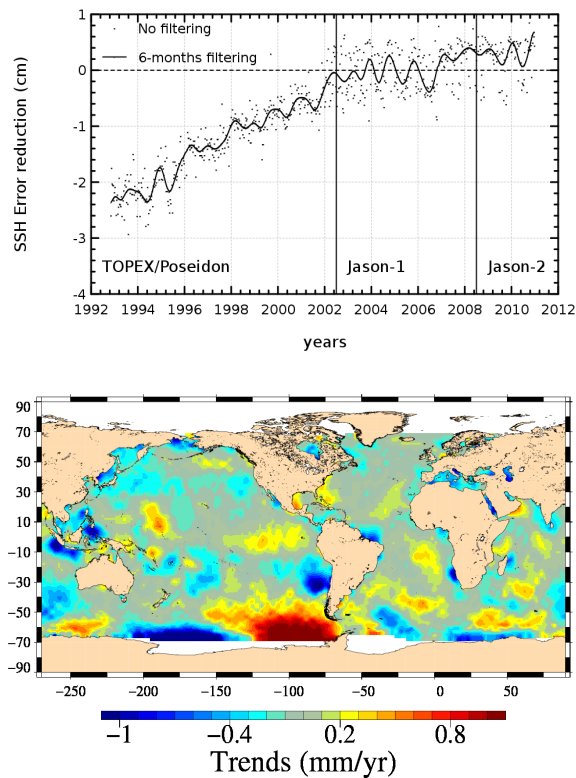 1
0
-1
-2
-3
-4
SSH Error reduction (cm)
No filtering
6-months filtering
TOPEX/Poseidon
Jason-1
Jason-2
1992 1994 1996 1998 2000 2002 2004 2006 2008 2010 2012
years
90
70
50
30
10
−10
−30
−50
−70
−90
−250 −200 −150 −100 −50 0 50
−1 −0.4 0.2 0.8
Trends (mm/yr)